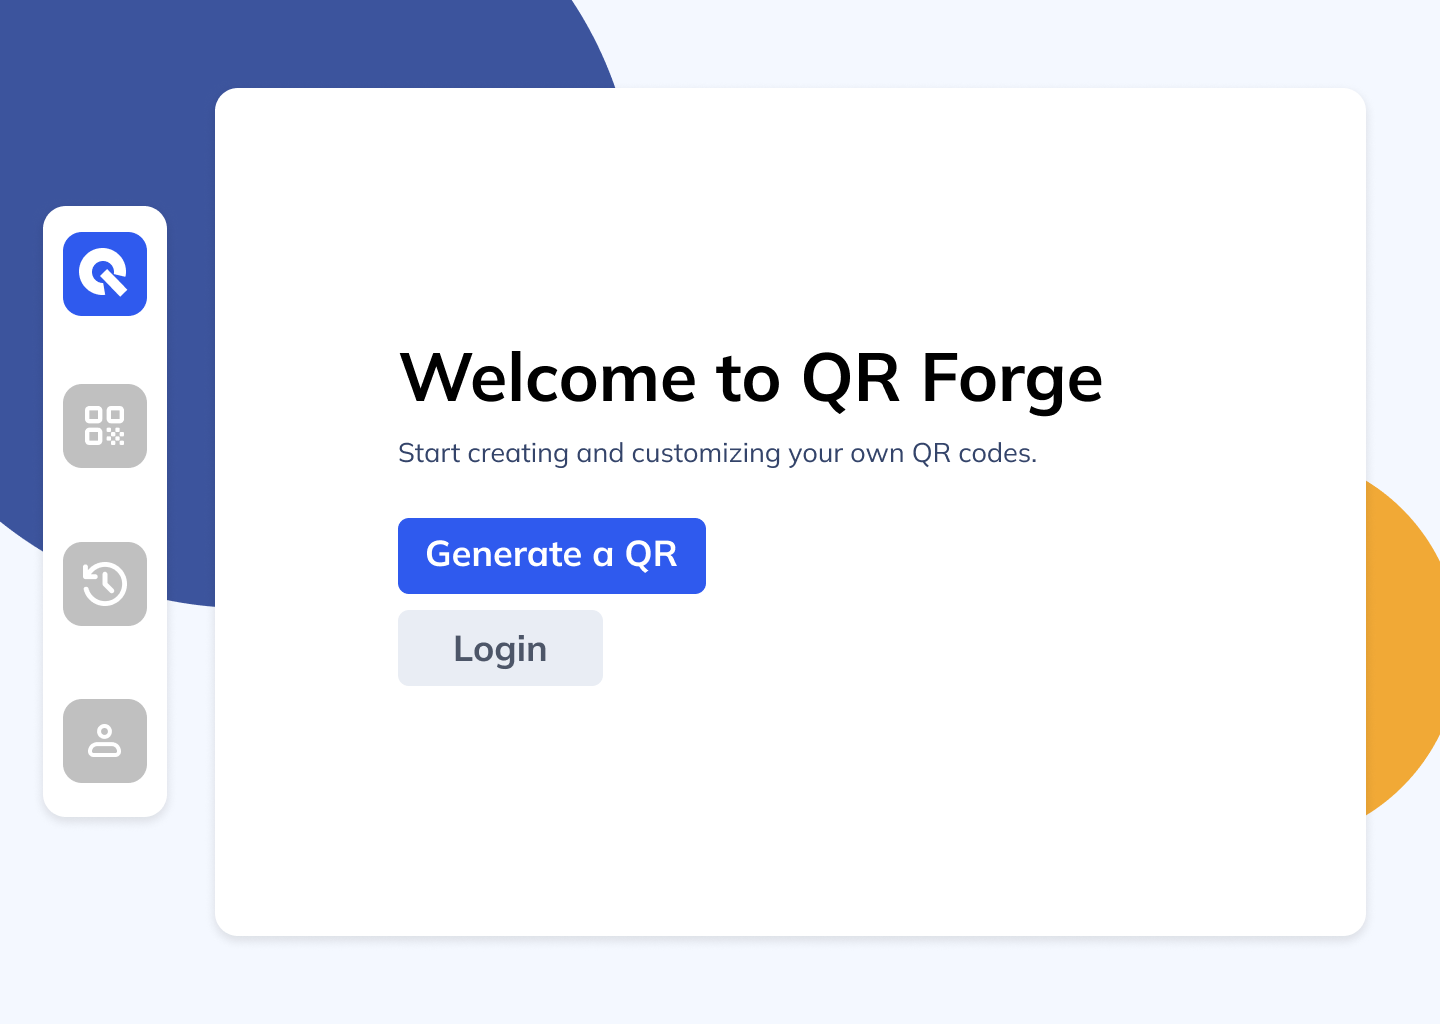 Welcome to QR Forge
Start creating and customizing your own QR codes.
Generate a QR
Login